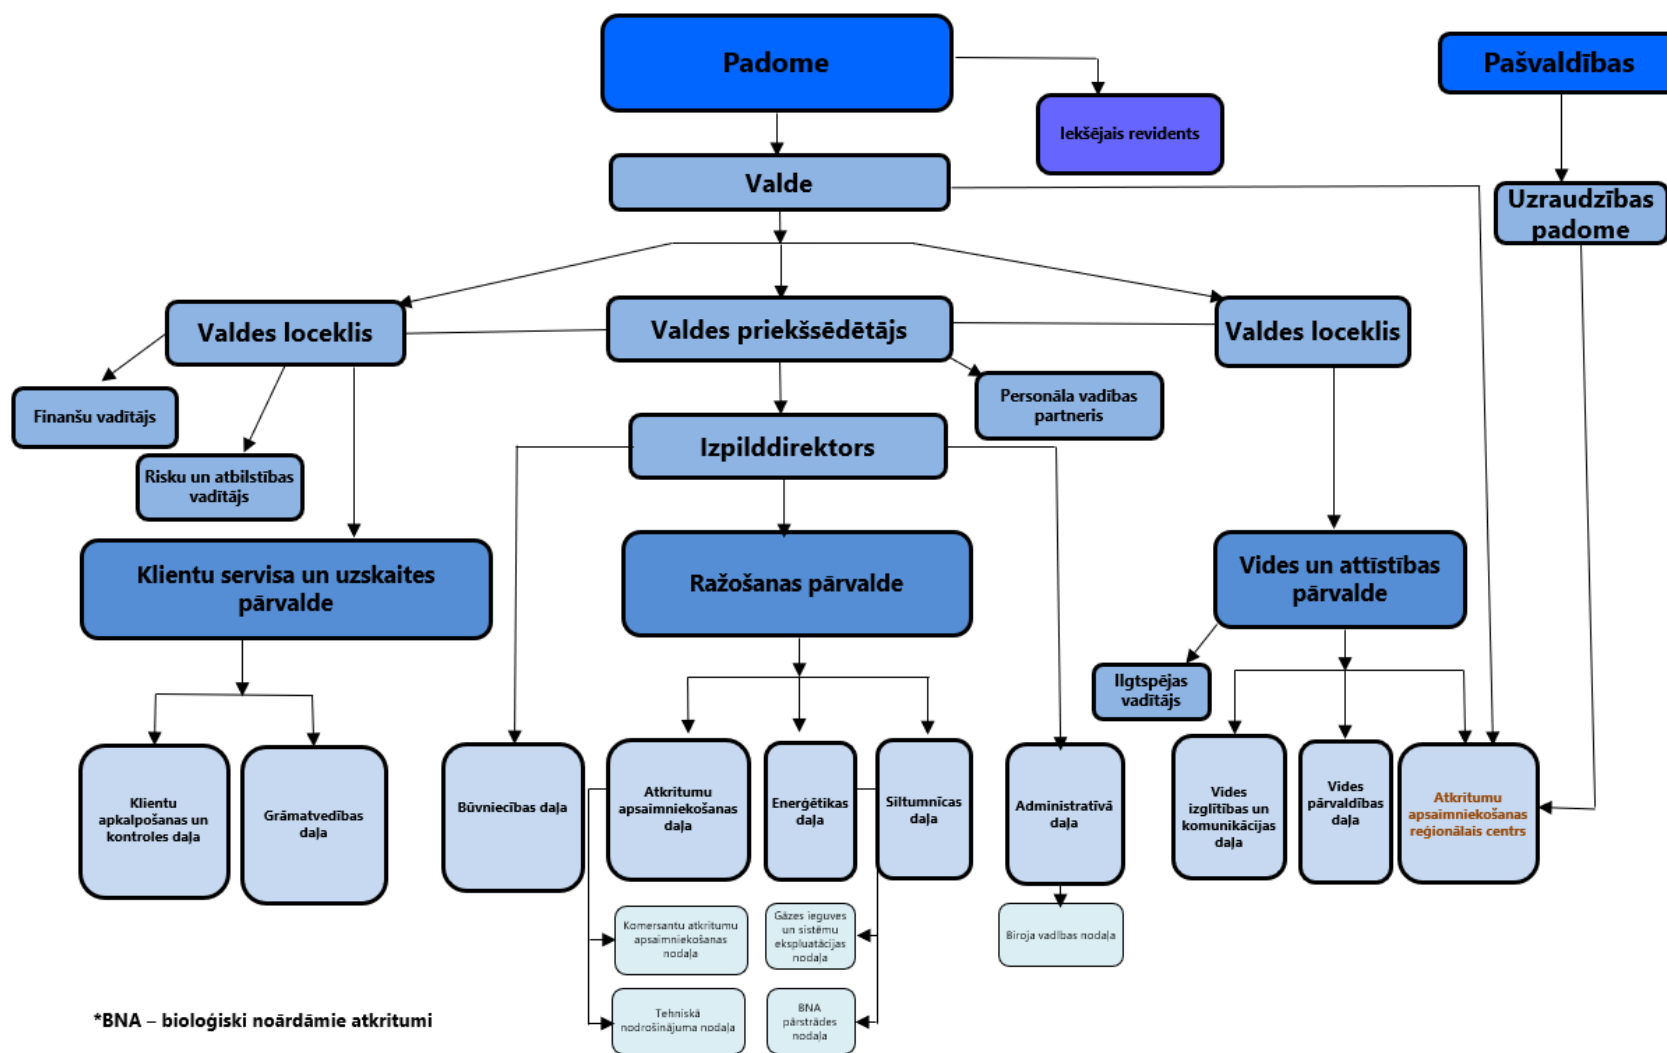 Padome
Pašvaldības
Iekšējais revidents
Valde
Uzraudzības
padome
Valdes loceklis
Valdes priekšsēdētājs
Valdes loceklis
Finanšu vadītājs
Personāla vadības
partneris
Izpilddirektors
Risku un atbilstības
vadītājs
Klientu servisa un uzskaites
pārvalde
Ražošanas pārvalde
Vides un attīstības
pārvalde
Ilgtspējas
vadītājs
Klientu
apkalpošanas un
kontroles daļa
Grāmatvedības
daļa
Būvniecības daļa
Atkritumu
apsaimniekošanas
daļa
Enerģētikas
daļa
Siltumnīcas
daļa
Administratīvā
daļa
Vides
izglītības un
komunikācijas
daļa
Vides
pārvaldības
daļa
Atkritumu
apsaimniekošanas
reģionālais centrs
Komersantu atkritumu
apsaimniekošanas
nodaļa
Gāzes ieguves
un sistēmu
ekspluatācijas
nodaļa
Biroja vadības nodaļa
Tehniskā
nodrošinājuma nodaļa
BNA
pārstrādes
nodaļa
*BNA – bioloģiski noārdāmie atkritumi